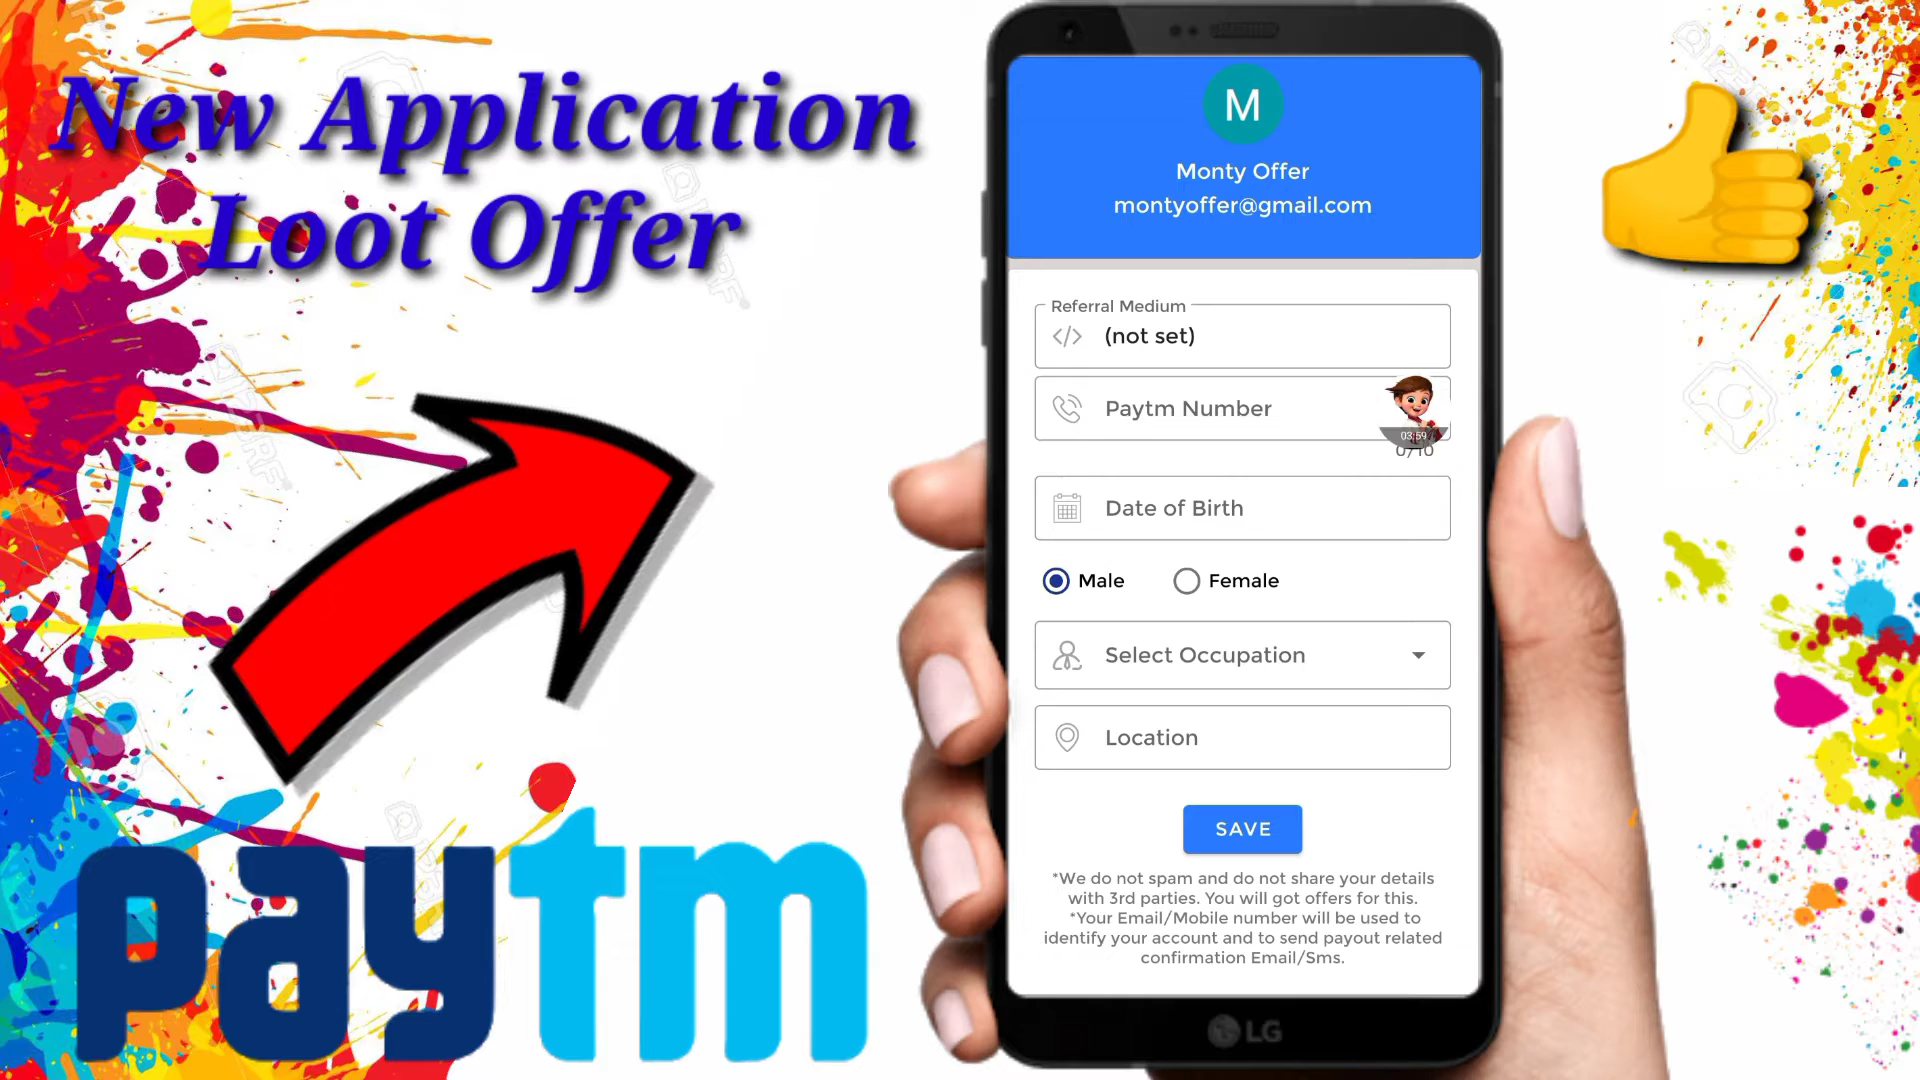 New Application
Loot Offer
M
Monty Offer
montyoffer@gmail.com
Referral Medium
</> (not set)
Paytm Number
03:59
0/10
Date of Birth
Male Female
Select Occupation
Location
SAVE
*We do not spam and do not share your details
with 3rd parties. You will got offers for this.
*Your Email/Mobile number will be used to
identify your account and to send payout related
confirmation Email/Sms.
LG
paytm